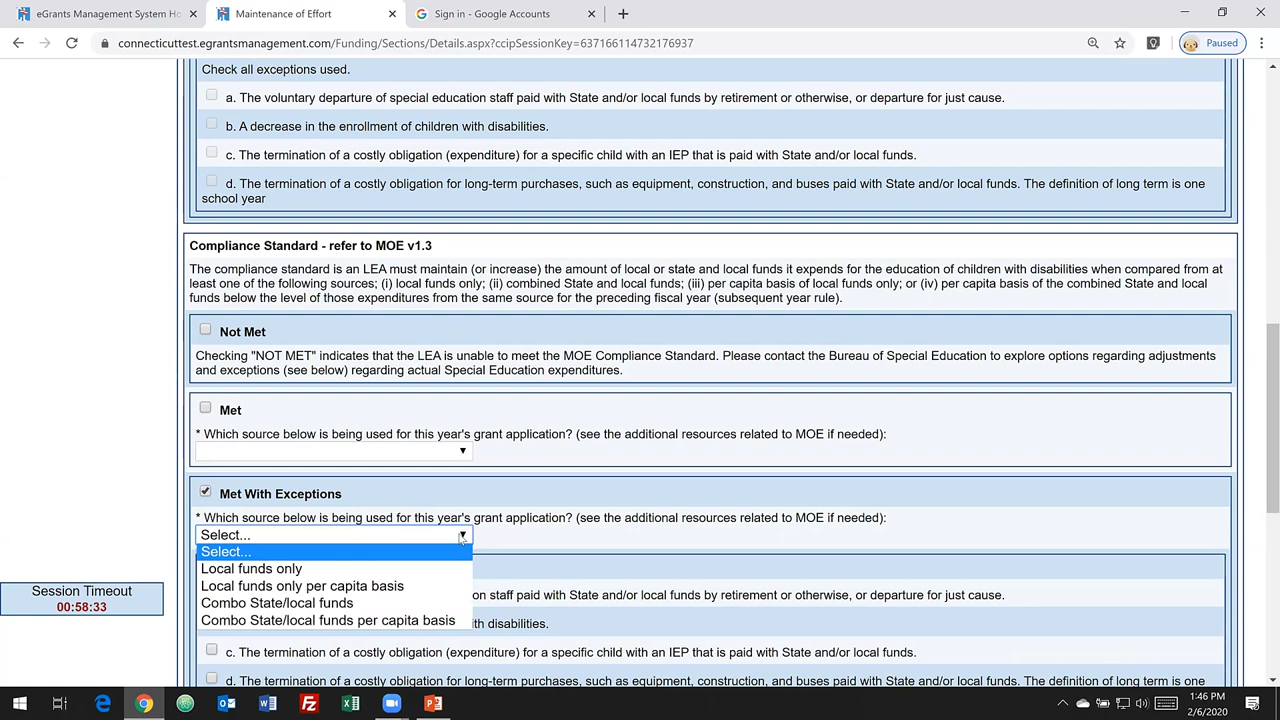 eGrants Management System Ho
Maintenance of Effort
Sign in - Google Accounts
connecticuttest.egrantsmanagement.com/Funding/Sections/Details.aspx?ccipSessionKey=637166114732176937
Paused
Check all exceptions used.
a. The voluntary departure of special education staff paid with State and/or local funds by retirement or otherwise, or departure for just cause.
b. A decrease in the enrollment of children with disabilities.
c. The termination of a costly obligation (expenditure) for a specific child with an IEP that is paid with State and/or local funds.
d. The termination of a costly obligation for long-term purchases, such as equipment, construction, and buses paid with State and/or local funds. The definition of long term is one
school year
Compliance Standard - refer to MOE v1.3
The compliance standard is an LEA must maintain (or increase) the amount of local or state and local funds it expends for the education of children with disabilities when compared from at
least one of the following sources; (i) local funds only; (ii) combined State and local funds; (iii) per capita basis of local funds only; or (iv) per capita basis of the combined State and local
funds below the level of those expenditures from the same source for the preceding fiscal year (subsequent year rule).
Not Met
Checking "NOT MET" indicates that the LEA is unable to meet the MOE Compliance Standard. Please contact the Bureau of Special Education to explore options regarding adjustments
and exceptions (see below) regarding actual Special Education expenditures.
Met
* Which source below is being used for this year's grant application? (see the additional resources related to MOE if needed):
Met With Exceptions
* Which source below is being used for this year's grant application? (see the additional resources related to MOE if needed):
Select...
Select...
Local funds only
Local funds only per capita basis
Combo State/local funds
Combo State/local funds per capita basis
special education staff paid with State and/or local funds by retirement or otherwise, or departure for just cause.
with disabilities.
c. The termination of a costly obligation (expenditure) for a specific child with an IEP that is paid with State and/or local funds.
d. The termination of a costly obligation for long-term purchases, such as equipment, construction, and buses paid with State and/or local funds. The definition of long term is one
Session Timeout
00:58:33
1:46 PM
2/6/2020